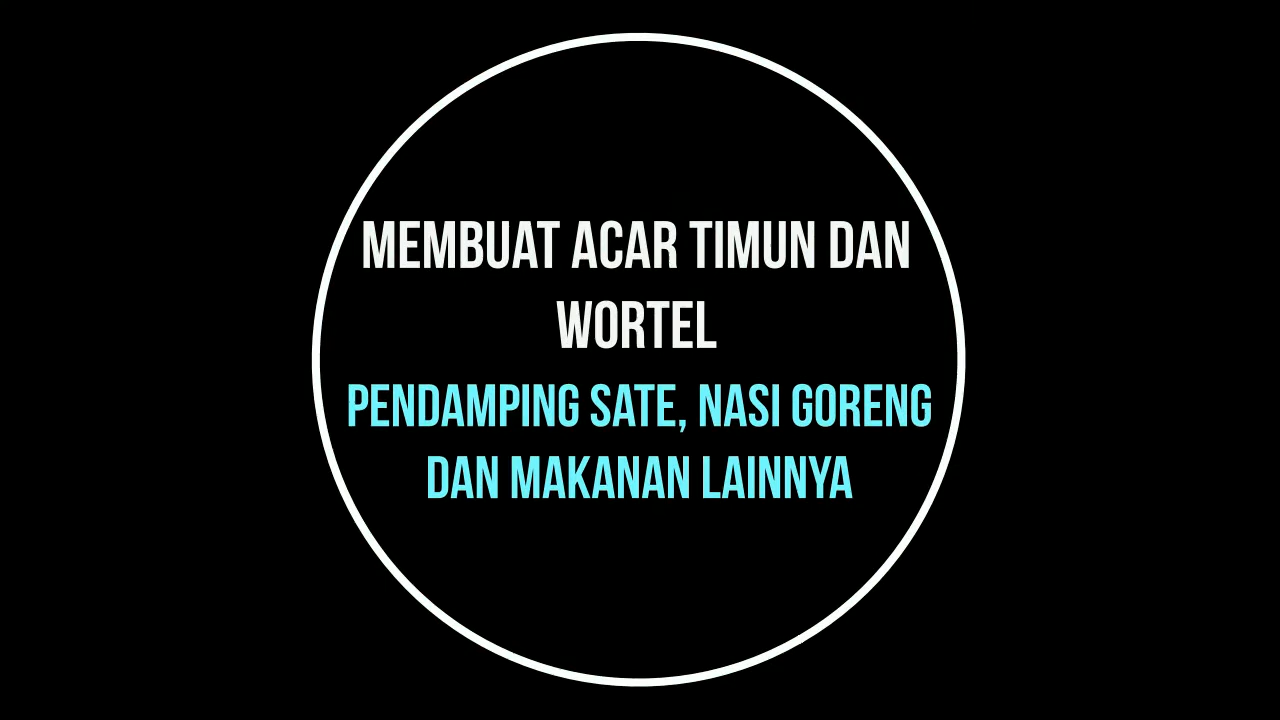 MEMBUAT ACAR TIMUN DAN
WORTEL
PENDAMPING SATE, NASI GORENG
DAN MAKANAN LAINNYA